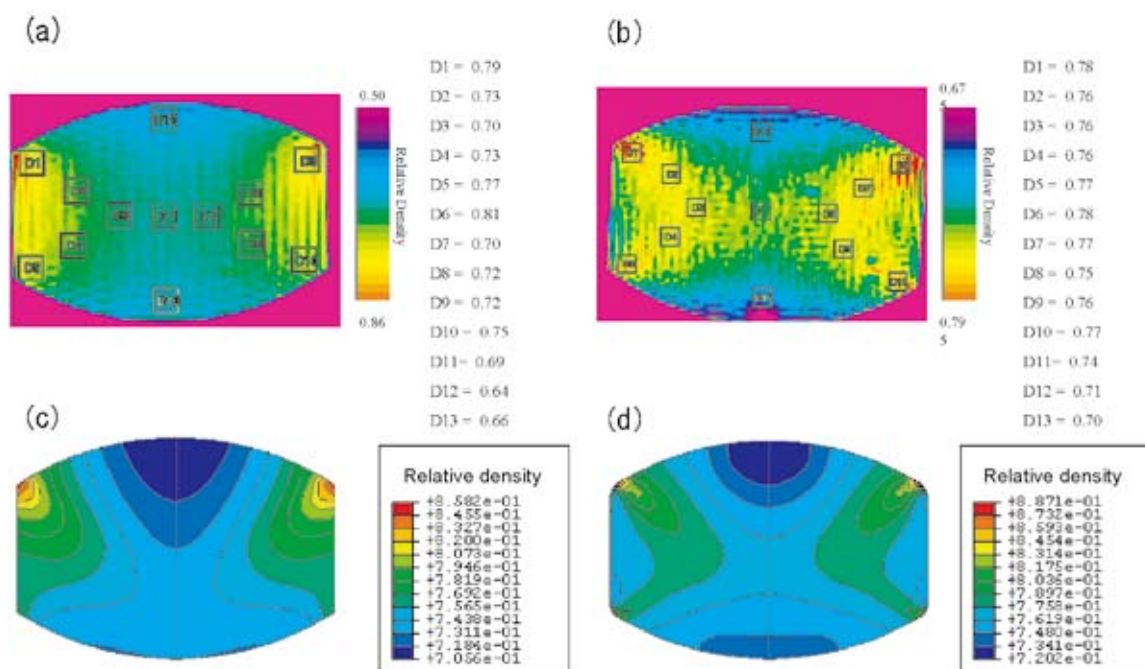 (a)
0.50
0.86
Relative Density
D1 = 0.79
D2 = 0.73
D3 = 0.70
D4 = 0.73
D5 = 0.77
D6 = 0.81
D7 = 0.70
D8 = 0.72
D9 = 0.72
D10 = 0.75
D11= 0.69
D12 = 0.64
D13 = 0.66
D1
(b)
0.67
5
0.79
5
Relative Density
D1 = 0.78
D2 = 0.76
D3 = 0.76
D4 = 0.76
D5 = 0.77
D6 = 0.78
D7 = 0.77
D8 = 0.75
D9 = 0.76
D10 = 0.77
D11= 0.74
D12 = 0.71
D13 = 0.70
(c)
Relative density
+8.582e-01
+8.455e-01
+8.327e-01
+8.200e-01
+8.073e-01
+7.946e-01
+7.819e-01
+7.692e-01
+7.565e-01
+7.438e-01
+7.311e-01
+7.184e-01
+7.056e-01
(d)
Relative density
+8.871e-01
+8.732e-01
+8.593e-01
+8.454e-01
+8.314e-01
+8.175e-01
+8.036e-01
+7.897e-01
+7.758e-01
+7.619e-01
+7.480e-01
+7.341e-01
+7.202e-01